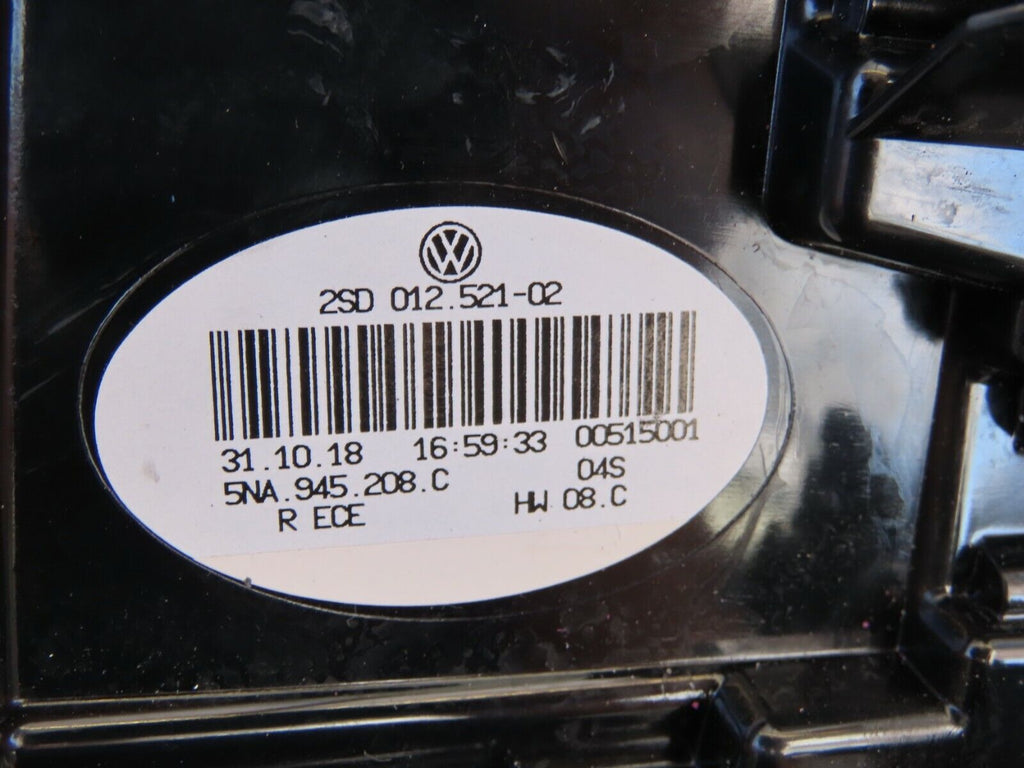 2SD 012.521-02
31.10.18 16:59:33 00515001
5NA.945.208.C 04S
R ECE HW 08.C